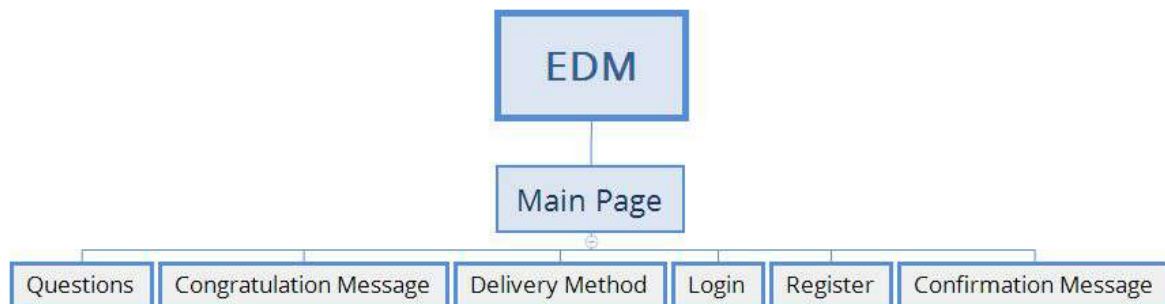 EDM
Main Page
Questions
Congratulation Message
Delivery Method
Login
Register
Confirmation Message